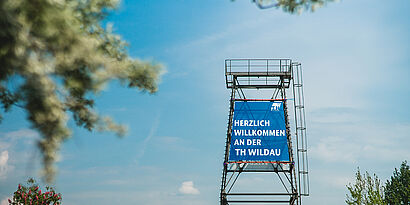 HERZLICH
WILLKOMMEN
AN DER
TH WILDAU